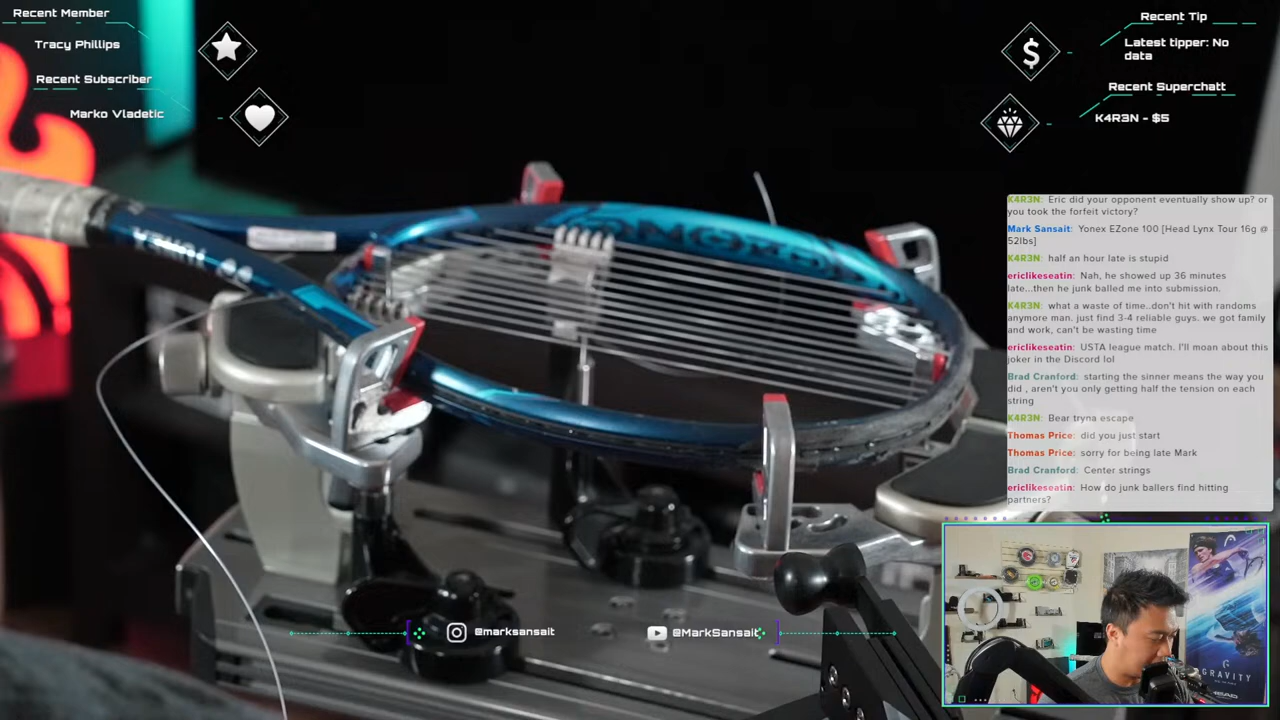 Recent Member
Tracy Phillips
Recent Subscriber
Marko Vladetic
Recent Tip
Latest tipper: No
data
Recent Superchatt
K4R3N - $5
K4R3N: Eric did your opponent eventually show up? or
you took the forfeit victory?
Mark Sansait: Yonex EZone 100 [Head Lynx Tour 16g @
52lbs]
K4R3N: half an hour late is stupid
ericlikeseatin: Nah, he showed up 36 minutes
late...then he junk balled me into submission.
K4R3N: what a waste of time..don't hit with randoms
anymore man. just find 3-4 reliable guys. we got family
and work, can't be wasting time
ericlikeseatin: USTA league match. I'll moan about this
joker in the Discord lol
Brad Cranford: starting the sinner means the way you
did , aren't you only getting half the tension on each
string
K4R3N: Bear tryna escape
Thomas Price: did you just start
Thomas Price: sorry for being late Mark
Brad Cranford: Center strings
ericlikeseatin: How do junk ballers find hitting
partners?
@marksansait
@MarkSansait
GRAVITY
HEAD